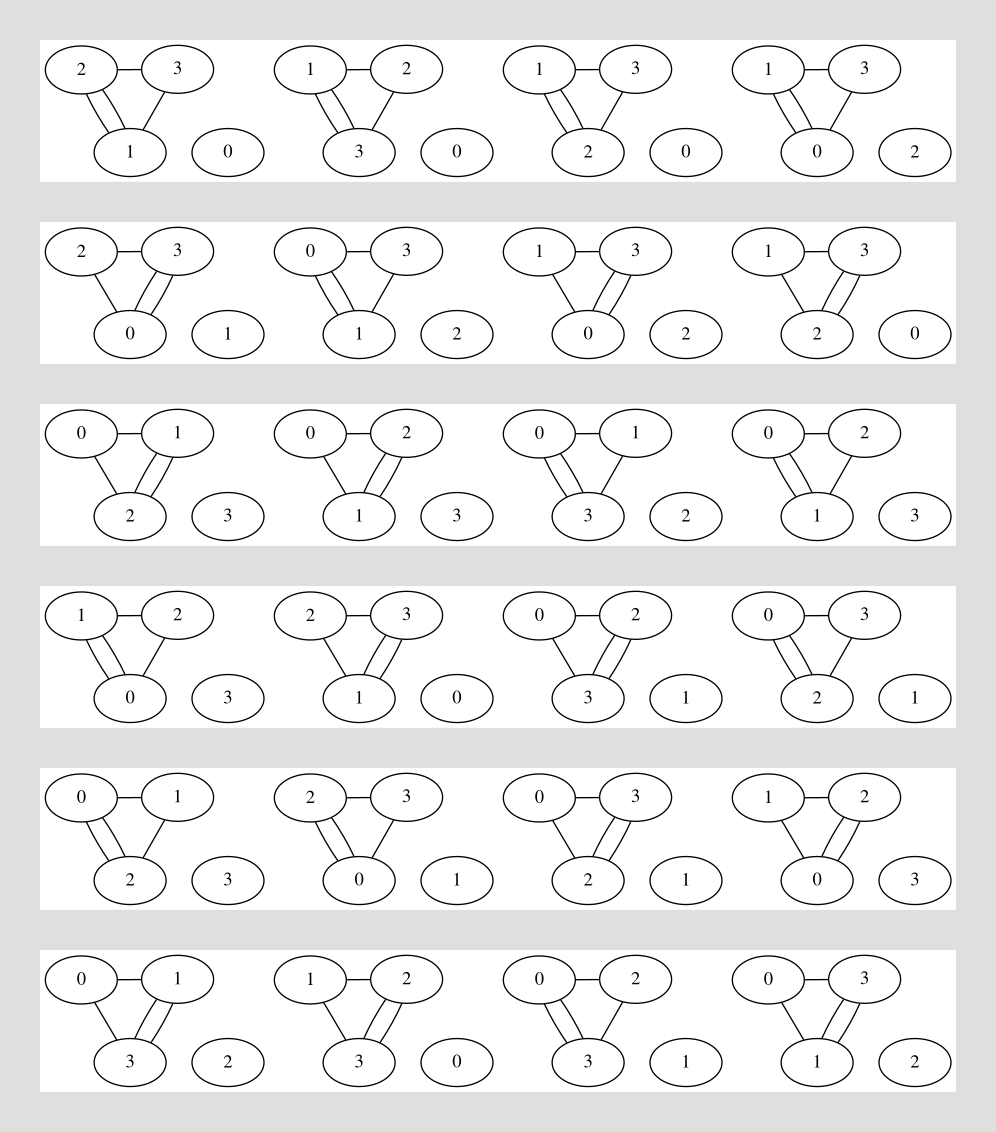 2 3 1 2 1 3 1 3
1 0 3 0 2 0 0 2
2 3 0 3 1 3 1 3
0 1 1 2 0 2 2 0
0 1 0 2 0 1 0 2
2 3 1 3 3 2 1 3
1 2 2 3 0 2 0 3
0 3 1 0 3 1 2 1
0 1 2 3 0 3 1 2
2 3 0 1 2 1 0 3
0 1 1 2 0 2 0 3
3 2 3 0 3 1 1 2